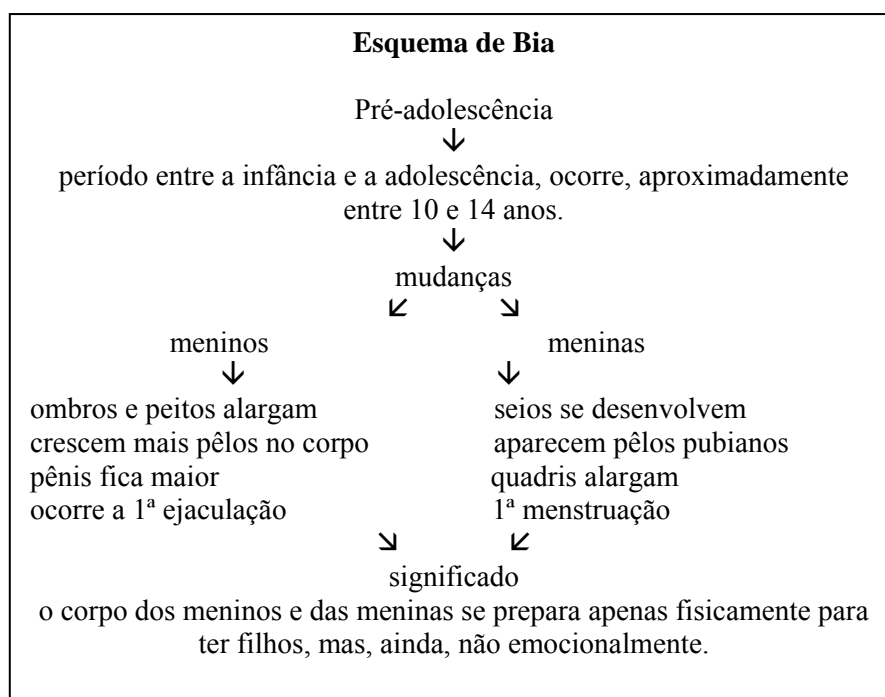 Esquema de Bia
Pré-adolescência
↓
período entre a infância e a adolescência, ocorre, aproximadamente
entre 10 e 14 anos.
↓
mudanças
↙ ↘
meninos meninas
↓ ↓
ombros e peitos alargam seios se desenvolvem
crescem mais pêlos no corpo aparecem pêlos pubianos
pênis fica maior quadris alargam
ocorre a 1ª ejaculação 1ª menstruação
↘ ↙
significado
o corpo dos meninos e das meninas se prepara apenas fisicamente para
ter filhos, mas, ainda, não emocionalmente.